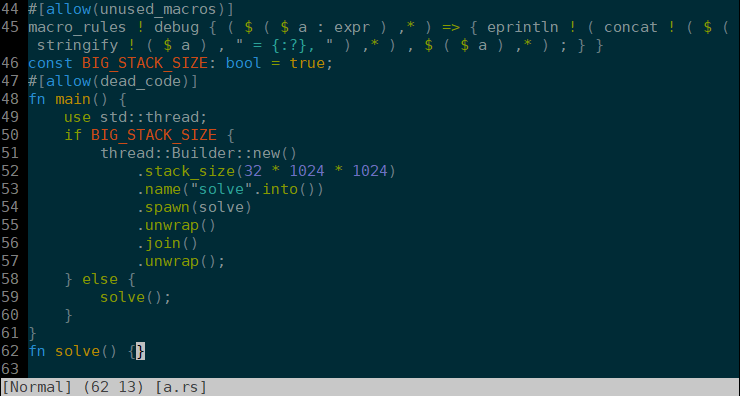 44 #[allow(unused_macros)]
45 macro_rules ! debug { ( $ ( $ a : expr ) ,* ) => { eprintln ! ( concat ! ( $ (
 stringify ! ( $ a ) , " = {:?}, " ) ,* ) , $ ( $ a ) ,* ) ; } }
46 const BIG_STACK_SIZE: bool = true;
47 #[allow(dead_code)]
48 fn main() {
49     use std::thread;
50     if BIG_STACK_SIZE {
51         thread::Builder::new()
52             .stack_size(32 * 1024 * 1024)
53             .name("solve".into())
54             .spawn(solve)
55             .unwrap()
56             .join()
57             .unwrap();
58     } else {
59         solve();
60     }
61 }
62 fn solve() {}
63
[Normal] (62 13) [a.rs]